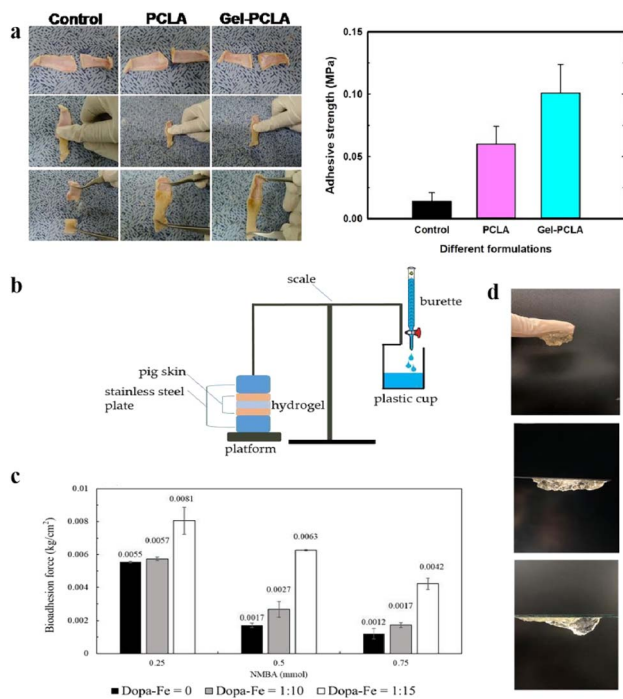 a
Control PCLA Gel-PCLA
Adhesive strength (MPa)
0.15
0.10
0.05
0.00
Control PCLA Gel-PCLA
Different formulations
b
scale
burette
pig skin
stainless steel
plate
hydrogel
platform
plastic cup
c
Bioadhesion force (kg/cm²)
0.01
0.008
0.006
0.004
0.002
0
0.0055 0.0057 0.0081
0.0017 0.0027 0.0063
0.0012 0.0017 0.0042
0.25 0.5 0.75
NMBA (mmol)
Dopa-Fe = 0 Dopa-Fe = 1:10 Dopa-Fe = 1:15
d